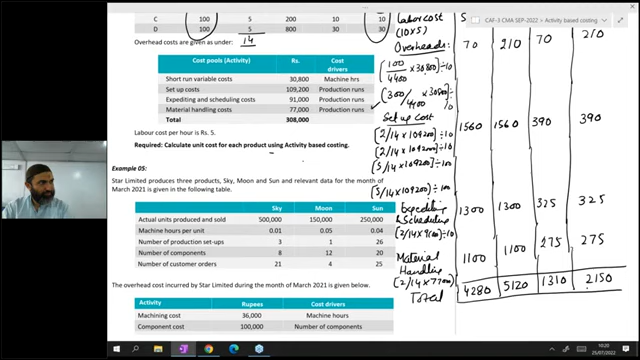 CAF-3 CMA SEP-2022 / Activity based costing
C 100 5 200 10 10
D 100 5 800 30 30
14
Overhead costs are given as under:
Cost pools (Activity) Rs. Cost drivers
Short run variable costs 30,800 Machine hrs
Set up costs 109,200 Production runs
Expediting and scheduling costs 91,000 Production runs
Material handling costs 77,000 Production runs
Total 308,000
Labour cost per hour is Rs. 5.
Required: Calculate unit cost for each product using Activity based costing.
Example 05:
Star Limited produces three products, Sky, Moon and Sun and relevant data for the month of
March 2021 is given in the following table.
Sky Moon Sun
Actual units produced and sold 500,000 150,000 250,000
Machine hours per unit 0.01 0.05 0.04
Number of production set-ups 3 1 26
Number of components 8 12 20
Number of customer orders 21 4 25
The overhead cost incurred by Star Limited during the month of March 2021 is given below.
Activity Rupees Cost drivers
Machining cost 36,000 Machine hours
Component cost 100,000 Number of components
Labor cost
(10x5)
Overheads:
70 210 70 210
(100/4400 x 30,800) ÷ 10
(300/4400 x 30800) ÷ 10
Set up cost
1560 1560 390 390
(2/14 x 109200) ÷ 10
(2/14 x 109200) ÷ 10
(5/14 x 109200) ÷ 100
(5/14 x 109200) ÷ 100
Expediting
& Scheduling
1300 1300 325 325
Material
Handling
1100 1100 275 275
(2/14 x 77000)
Total 4280 5120 1310 2150
10:20
25/07/2022